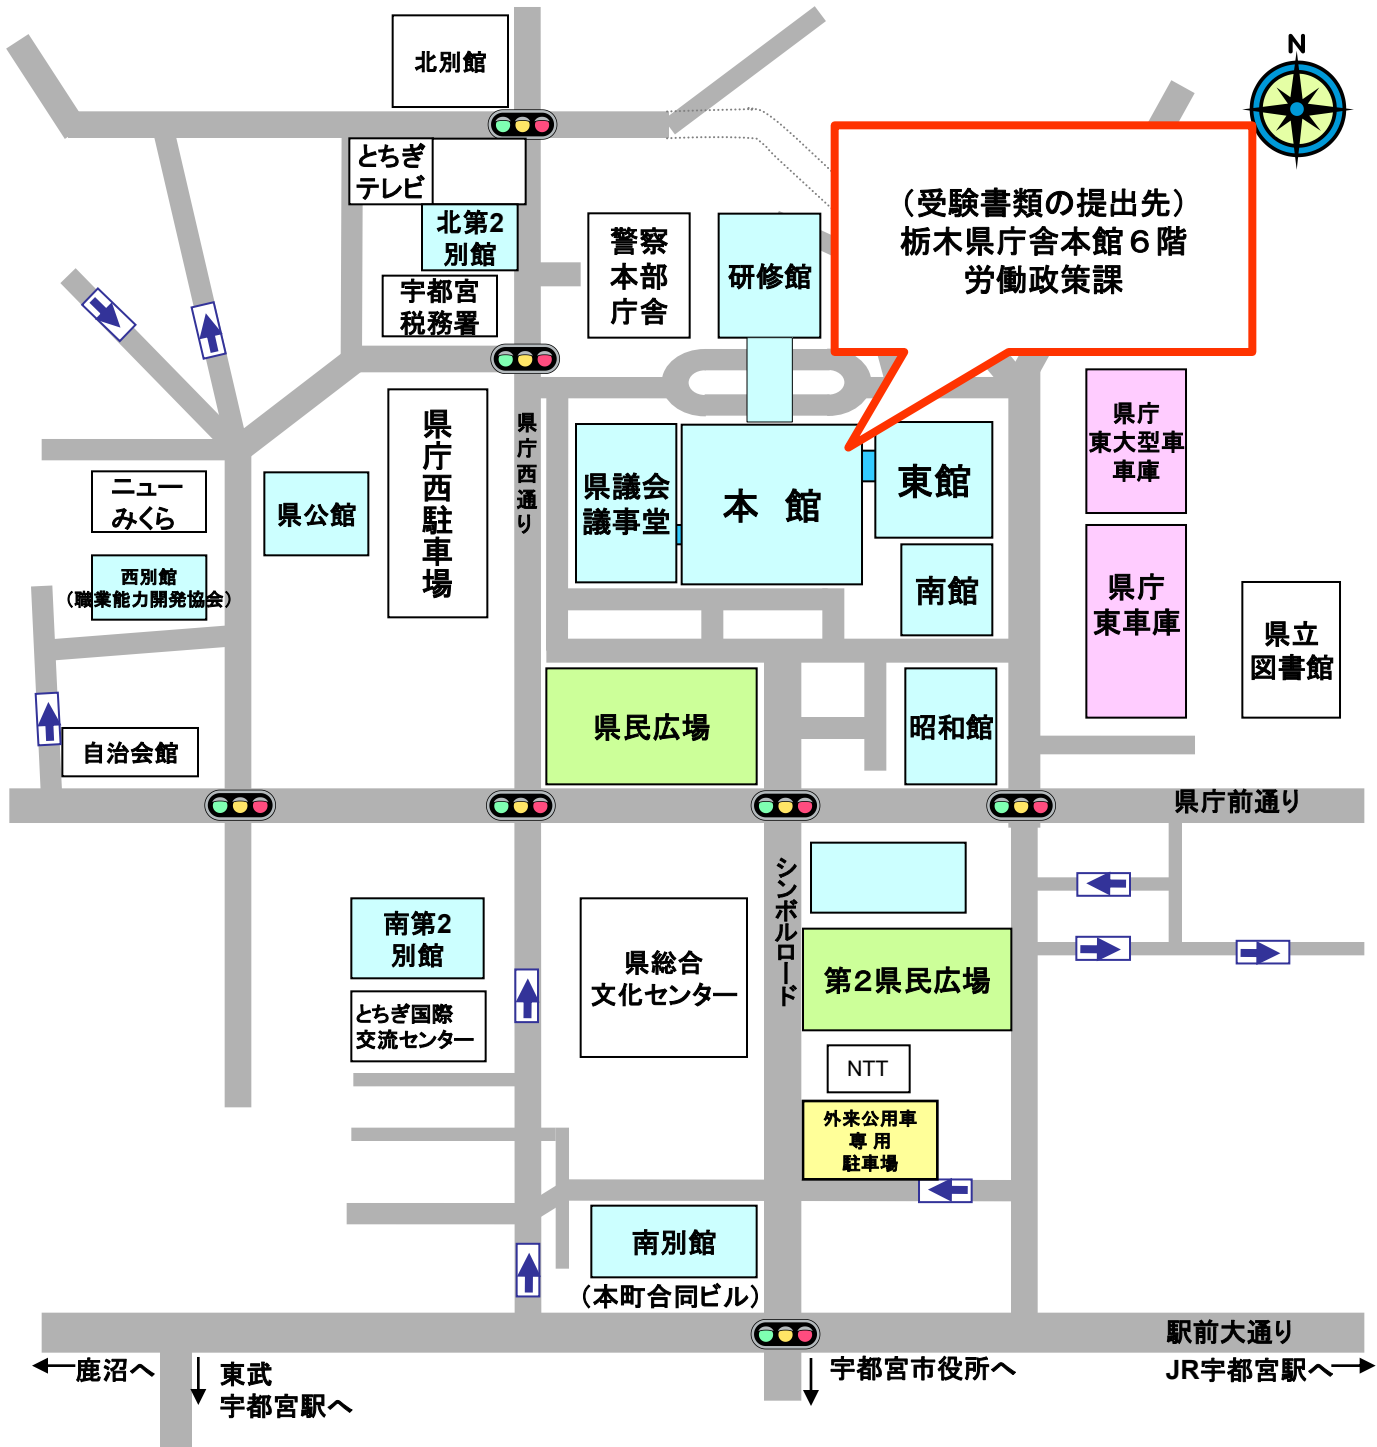 北別館
N
とちぎ
テレビ
北第2
別館
宇都宮
税務署
警察
本部
庁舎
研修館
（受験書類の提出先）
栃木県庁舎本館６階
労働政策課
県庁西駐車場
県庁西通り
県議会
議事堂
本　館
東館
南館
県庁
東大型車
車庫
県庁
東車庫
県立
図書館
ニュー
みくら
県公館
西別館
（職業能力開発協会）
自治会館
県民広場
昭和館
県庁前通り
シンボルロード
南第2
別館
とちぎ国際
交流センター
県総合
文化センター
第２県民広場
NTT
外来公用車
専 用
駐車場
南別館
（本町合同ビル）
駅前大通り
鹿沼へ
東武
宇都宮駅へ
宇都宮市役所へ
JR宇都宮駅へ